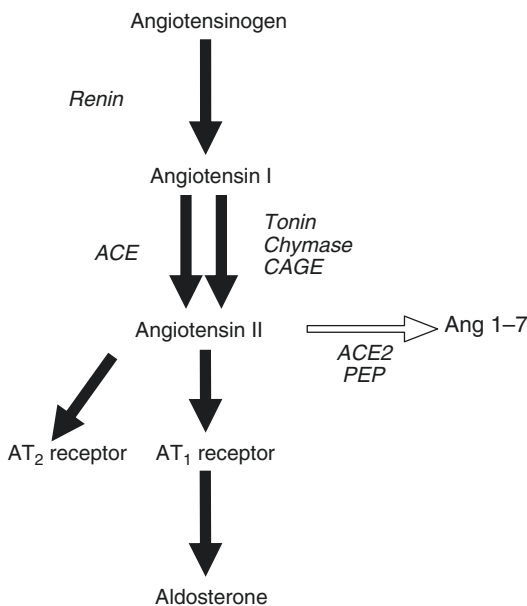 Angiotensinogen
Renin
Angiotensin I
ACE
Tonin
Chymase
CAGE
Angiotensin II
Ang 1–7
ACE2
PEP
AT₂ receptor
AT₁ receptor
Aldosterone